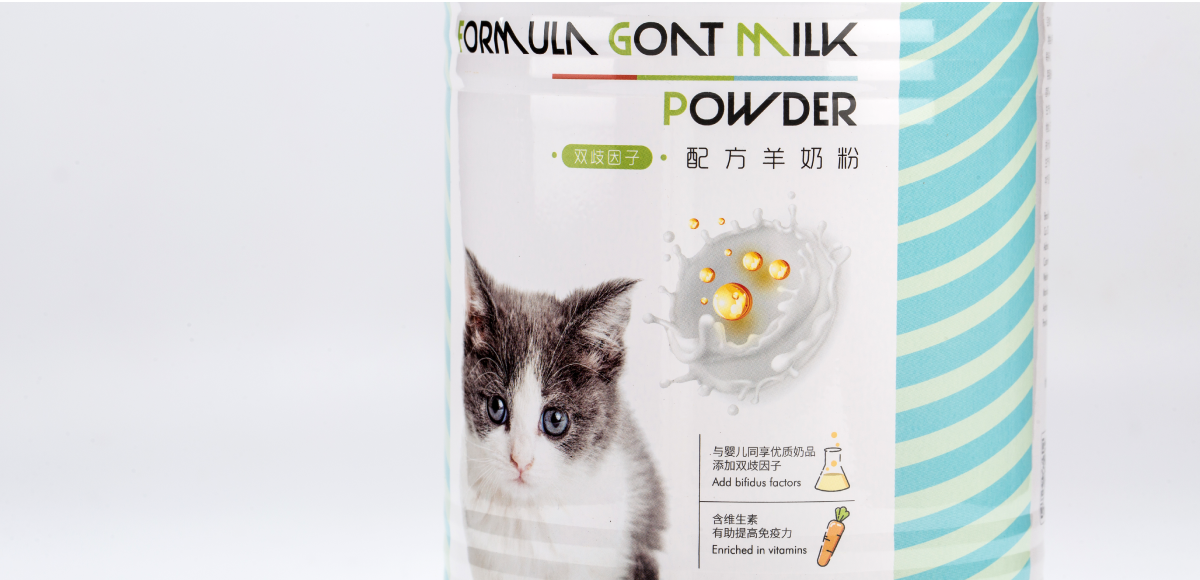 FORMULA GOAT MILK
POWDER
双歧因子 配方羊奶粉
与婴儿同享优质奶品
添加双歧因子
Add bifidus factors
含维生素
有助提高免疫力
Enriched in vitamins